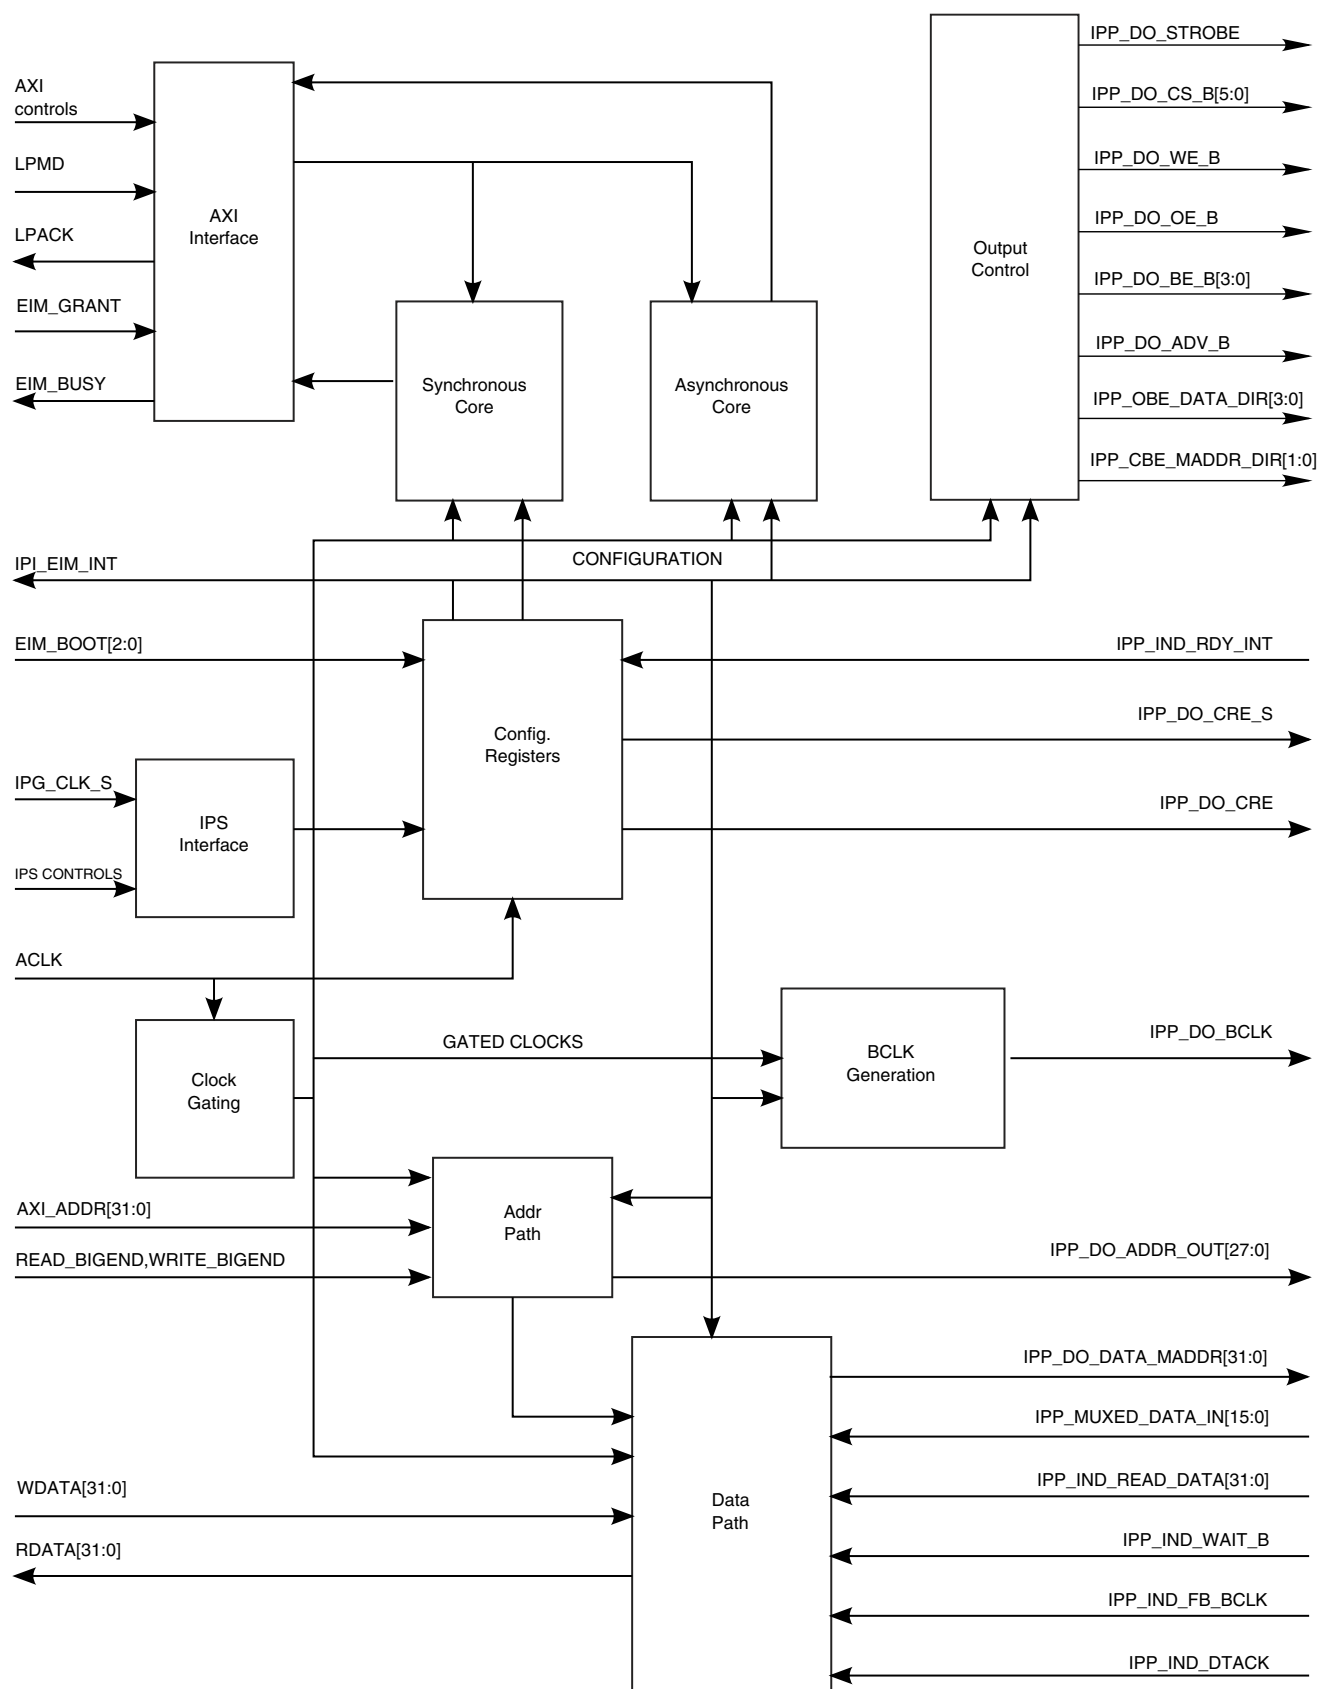 IPP_DO_STROBE
AXI
controls
IPP_DO_CS_B[5:0]
LPMD
IPP_DO_WE_B
AXI
Interface
LPACK
IPP_DO_OE_B
Output
Control
EIM_GRANT
IPP_DO_BE_B[3:0]
IPP_DO_ADV_B
EIM_BUSY
Synchronous
Core
Asynchronous
Core
IPP_OBE_DATA_DIR[3:0]
IPP_CBE_MADDR_DIR[1:0]
IPI_EIM_INT
CONFIGURATION
EIM_BOOT[2:0]
IPP_IND_RDY_INT
IPP_DO_CRE_S
Config.
Registers
IPG_CLK_S
IPP_DO_CRE
IPS
Interface
IPS CONTROLS
ACLK
GATED CLOCKS
BCLK
Generation
IPP_DO_BCLK
Clock
Gating
AXI_ADDR[31:0]
Addr
Path
READ_BIGEND,WRITE_BIGEND
IPP_DO_ADDR_OUT[27:0]
IPP_DO_DATA_MADDR[31:0]
IPP_MUXED_DATA_IN[15:0]
WDATA[31:0]
IPP_IND_READ_DATA[31:0]
Data
Path
RDATA[31:0]
IPP_IND_WAIT_B
IPP_IND_FB_BCLK
IPP_IND_DTACK